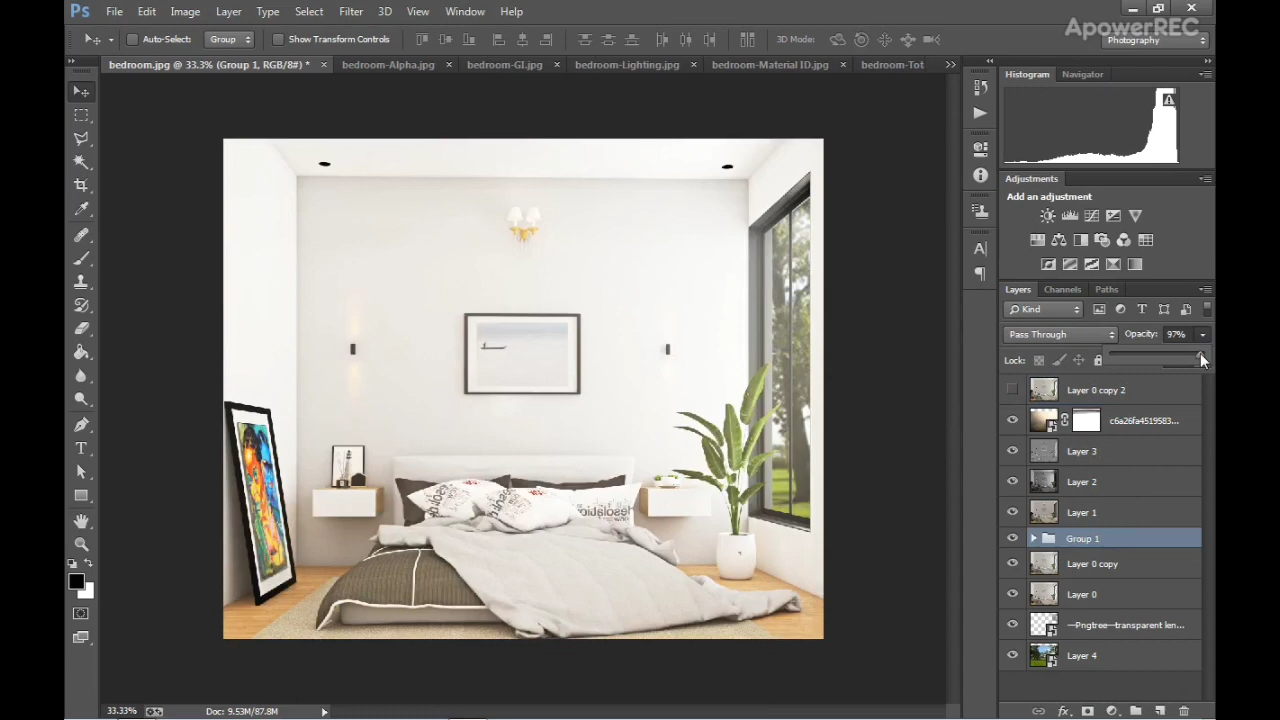 Ps File Edit Image Layer Type Select Filter 3D View Window Help
ApowerREC
Auto-Select: Group Show Transform Controls 3D Mode: Photography
bedroom.jpg @ 33.3% (Group 1, RGB/8#) * × bedroom-Alpha.jpg × bedroom-GI.jpg × bedroom-Lighting.jpg × bedroom-Material ID.jpg × bedroom-Tot
Histogram Navigator
Adjustments
Add an adjustment
Layers Channels Paths
Kind
Pass Through Opacity: 97%
Lock:
Layer 0 copy 2
c6a26fa4519583...
Layer 3
Layer 2
Layer 1
Group 1
Layer 0 copy
Layer 0
—Pngtree—transparent len...
Layer 4
desolation
33.33% Doc: 9.53M/87.8M